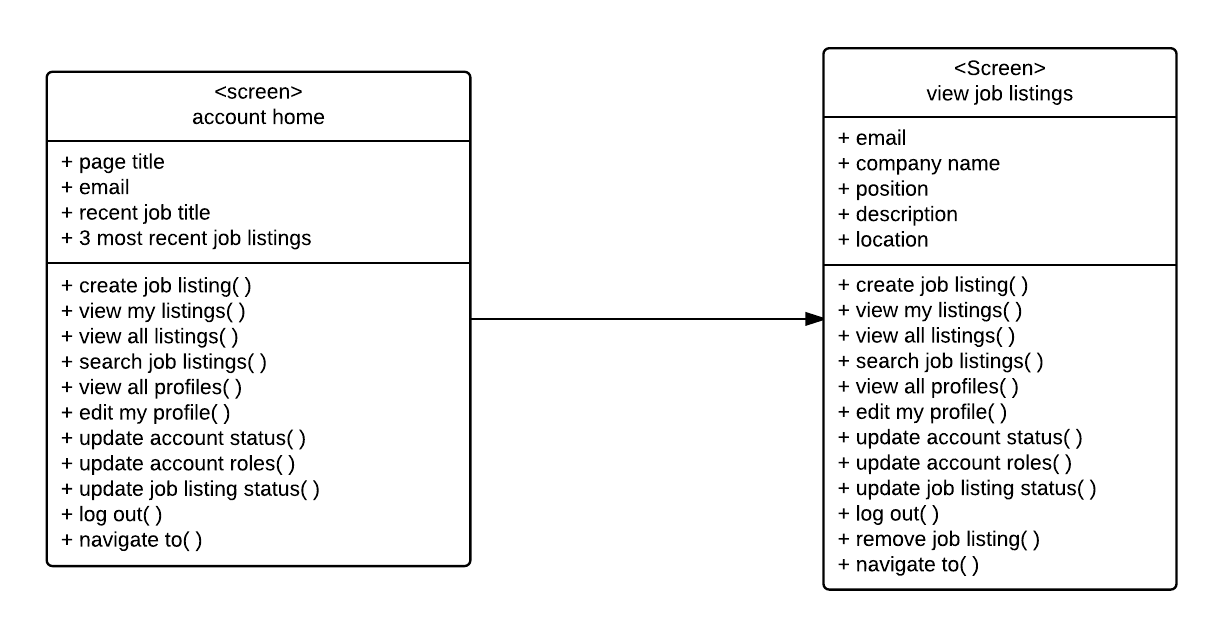 <screen>
account home
+ page title
+ email
+ recent job title
+ 3 most recent job listings
+ create job listing( )
+ view my listings( )
+ view all listings( )
+ search job listings( )
+ view all profiles( )
+ edit my profile( )
+ update account status( )
+ update account roles( )
+ update job listing status( )
+ log out( )
+ navigate to( )
<Screen>
view job listings
+ email
+ company name
+ position
+ description
+ location
+ create job listing( )
+ view my listings( )
+ view all listings( )
+ search job listings( )
+ view all profiles( )
+ edit my profile( )
+ update account status( )
+ update account roles( )
+ update job listing status( )
+ log out( )
+ remove job listing( )
+ navigate to( )